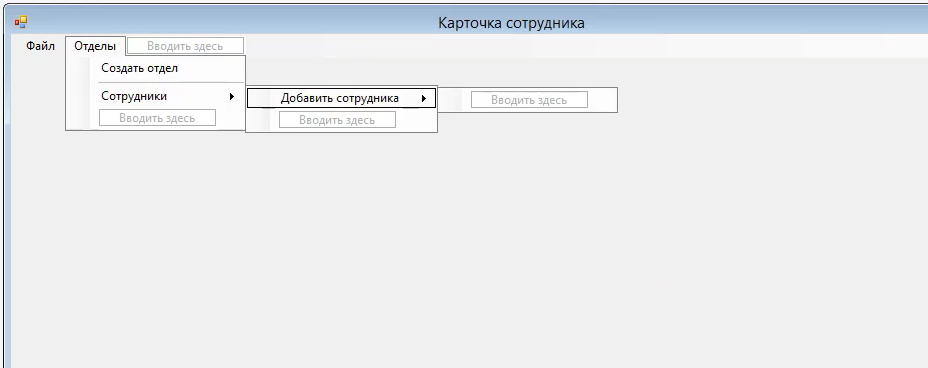 Карточка сотрудника
Файл Отделы Вводить здесь
Создать отдел
Сотрудники Добавить сотрудника Вводить здесь
Вводить здесь Вводить здесь